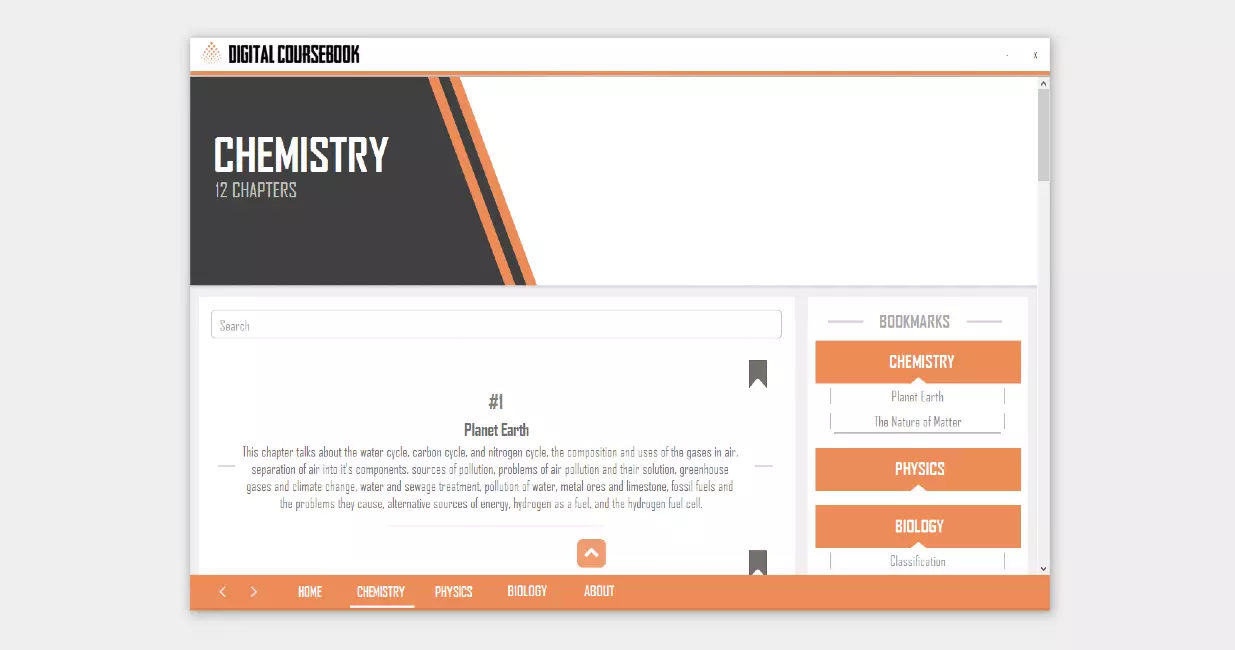 DIGITAL COURSEBOOK
- X
CHEMISTRY
12 CHAPTERS
Search
#1
Planet Earth
This chapter talks about the water cycle, carbon cycle, and nitrogen cycle, the composition and uses of the gases in air,
separation of air into it's components, sources of pollution, problems of air pollution and their solution, greenhouse
gases and climate change, water and sewage treatment, pollution of water, metal ores and limestone, fossil fuels and
the problems they cause, alternative sources of energy, hydrogen as a fuel, and the hydrogen fuel cell.
BOOKMARKS
CHEMISTRY
Planet Earth
The Nature of Matter
PHYSICS
BIOLOGY
Classification
HOME CHEMISTRY PHYSICS BIOLOGY ABOUT